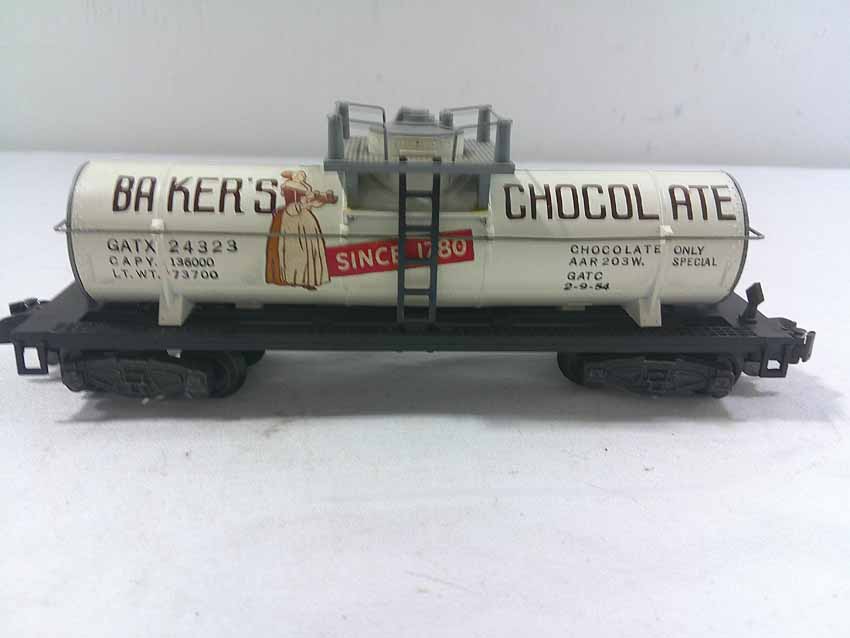 BAKER'S CHOCOLATE
GATX 24323
CAPY. 136000
LT. WT. 73700
SINCE 1780
CHOCOLATE ONLY
AAR 203W. SPECIAL
GATC
2-9-54